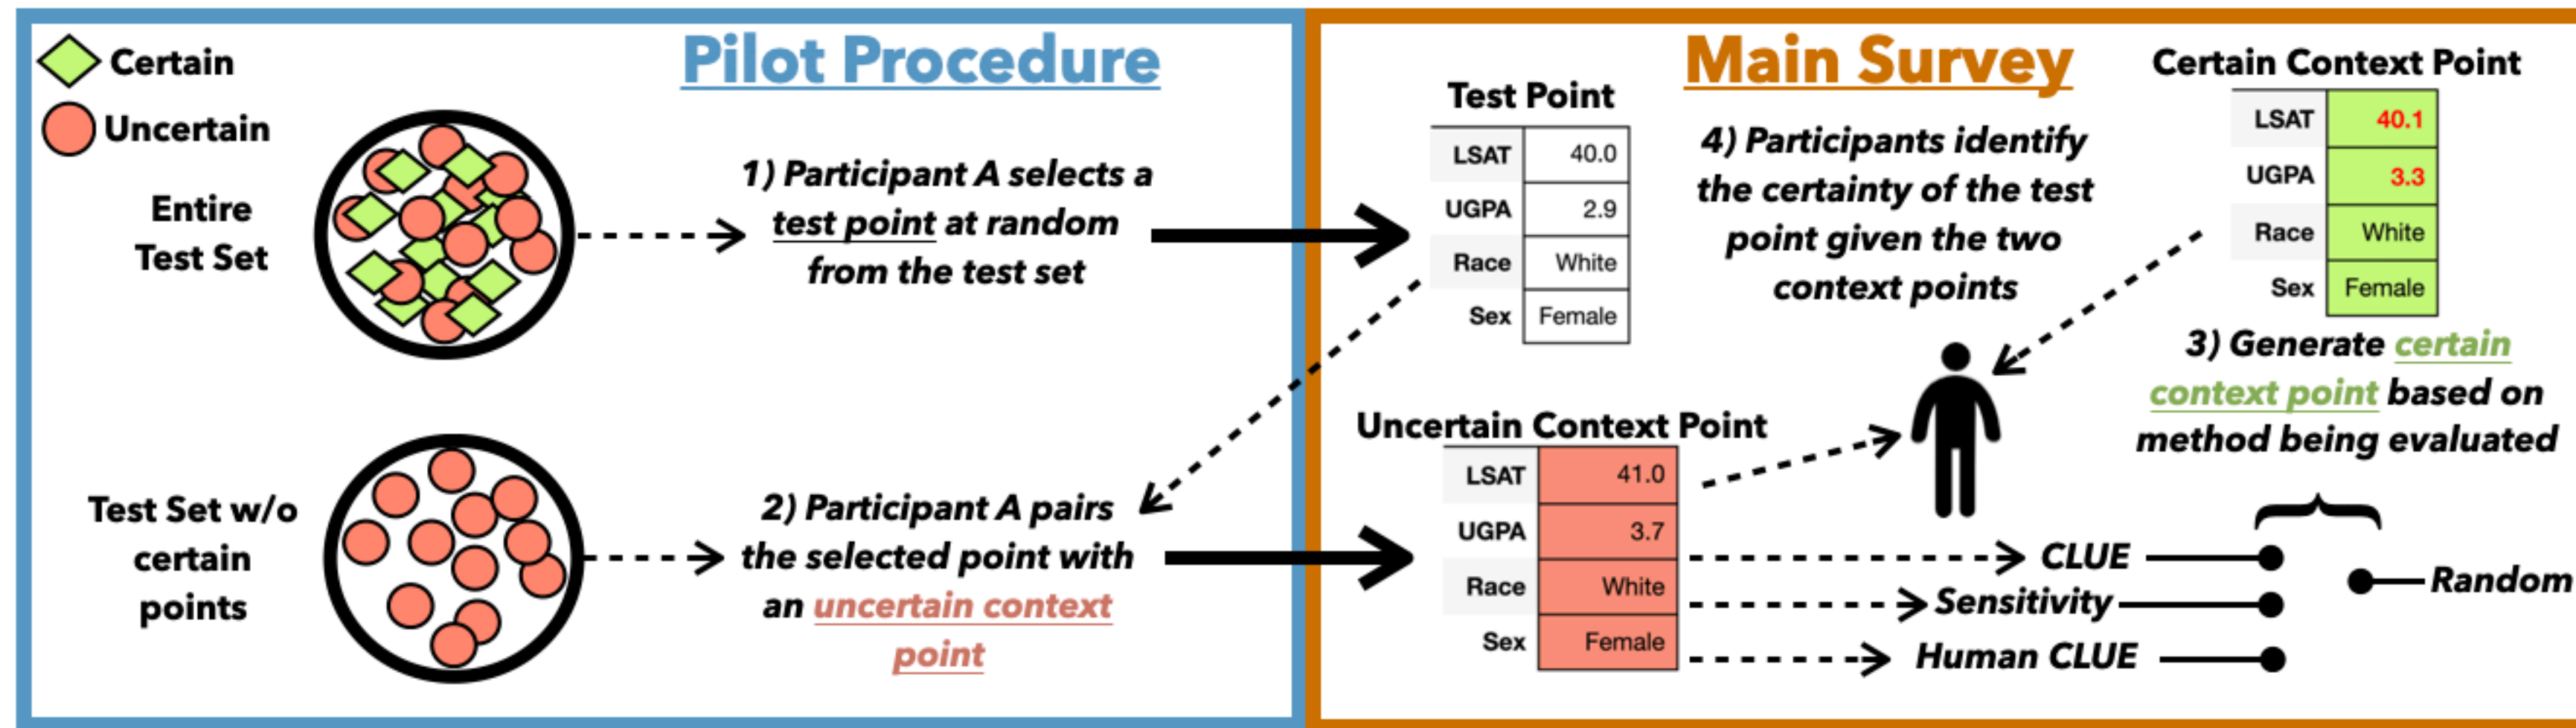 Pilot Procedure
Certain
Uncertain
Entire
Test Set
1) Participant A selects a
test point at random
from the test set
Test Set w/o
certain
points
2) Participant A pairs
the selected point with
an uncertain context
point
Main Survey
Test Point
LSAT 40.0
UGPA 2.9
Race White
Sex Female
4) Participants identify
the certainty of the test
point given the two
context points
Certain Context Point
LSAT 40.1
UGPA 3.3
Race White
Sex Female
3) Generate certain
context point based on
method being evaluated
Uncertain Context Point
LSAT 41.0
UGPA 3.7
Race White
Sex Female
CLUE
Sensitivity
Human CLUE
Random